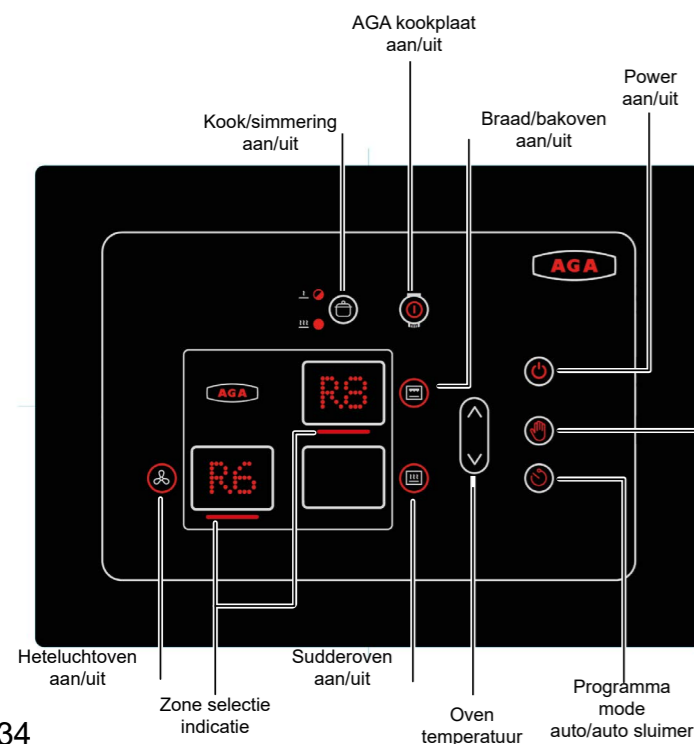 AGA kookplaat
aan/uit
Power
aan/uit
Kook/simmering
aan/uit
Braad/bakoven
aan/uit
AGA
AGA
R8
R6
Heteluchtoven
aan/uit
Sudderoven
aan/uit
Zone selectie
indicatie
Oven
temperatuur
Programma
mode
auto/auto sluimer
34